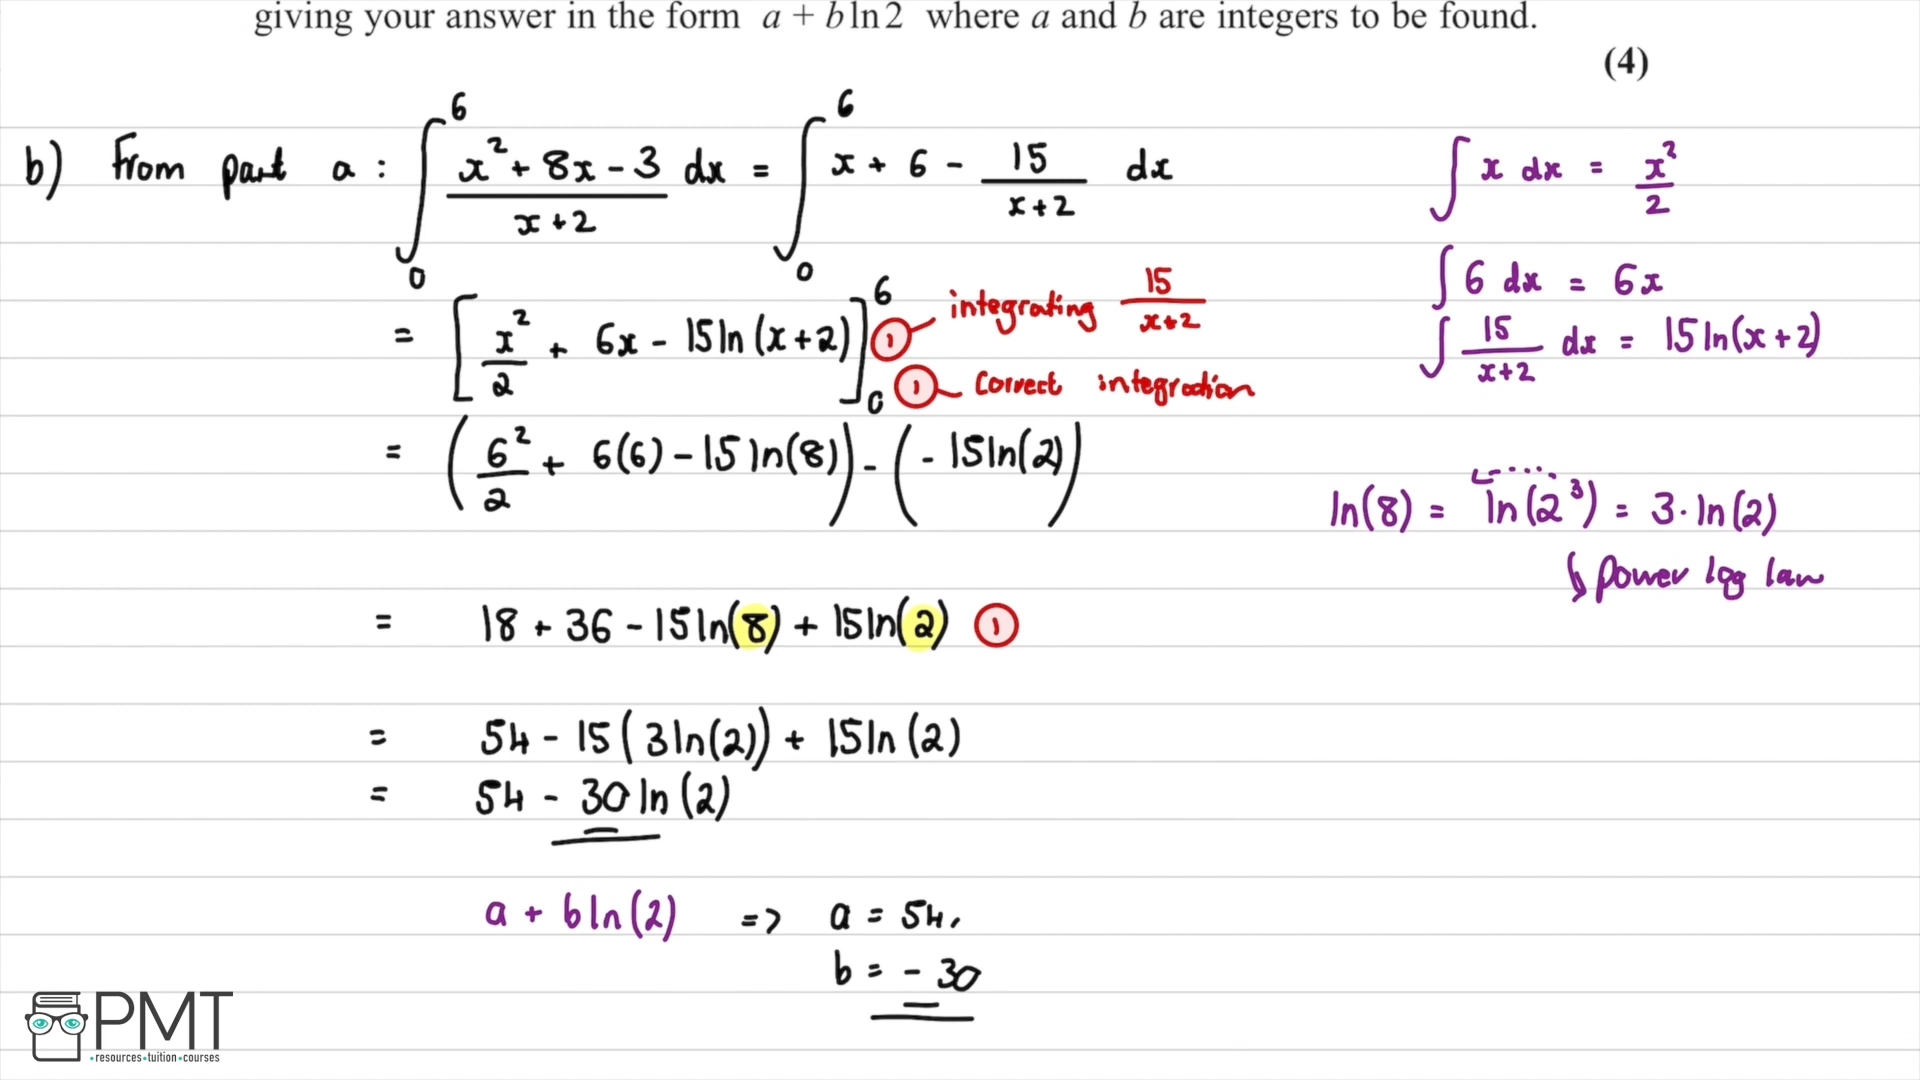 giving your answer in the form a + b ln 2 where a and b are integers to be found.
(4)
b) From part a : ∫₀⁶ (x² + 8x - 3)/(x + 2) dx = ∫₀⁶ x + 6 - 15/(x + 2) dx
= [x²/2 + 6x - 15ln(x+2)]₀⁶
① integrating 15/(x+2)
① Correct integration
= (6²/2 + 6(6) - 15ln(8)) - (-15ln(2))
= 18 + 36 - 15ln(8) + 15ln(2) ①
= 54 - 15(3ln(2)) + 15ln(2)
= 54 - 30ln(2)
a + bln(2) => a = 54,
b = -30
∫ x dx = x²/2
∫ 6 dx = 6x
∫ 15/(x+2) dx = 15ln(x+2)
ln(8) = ln(2³) = 3·ln(2)
↳ power log law
PMT
•resources•tuition•courses